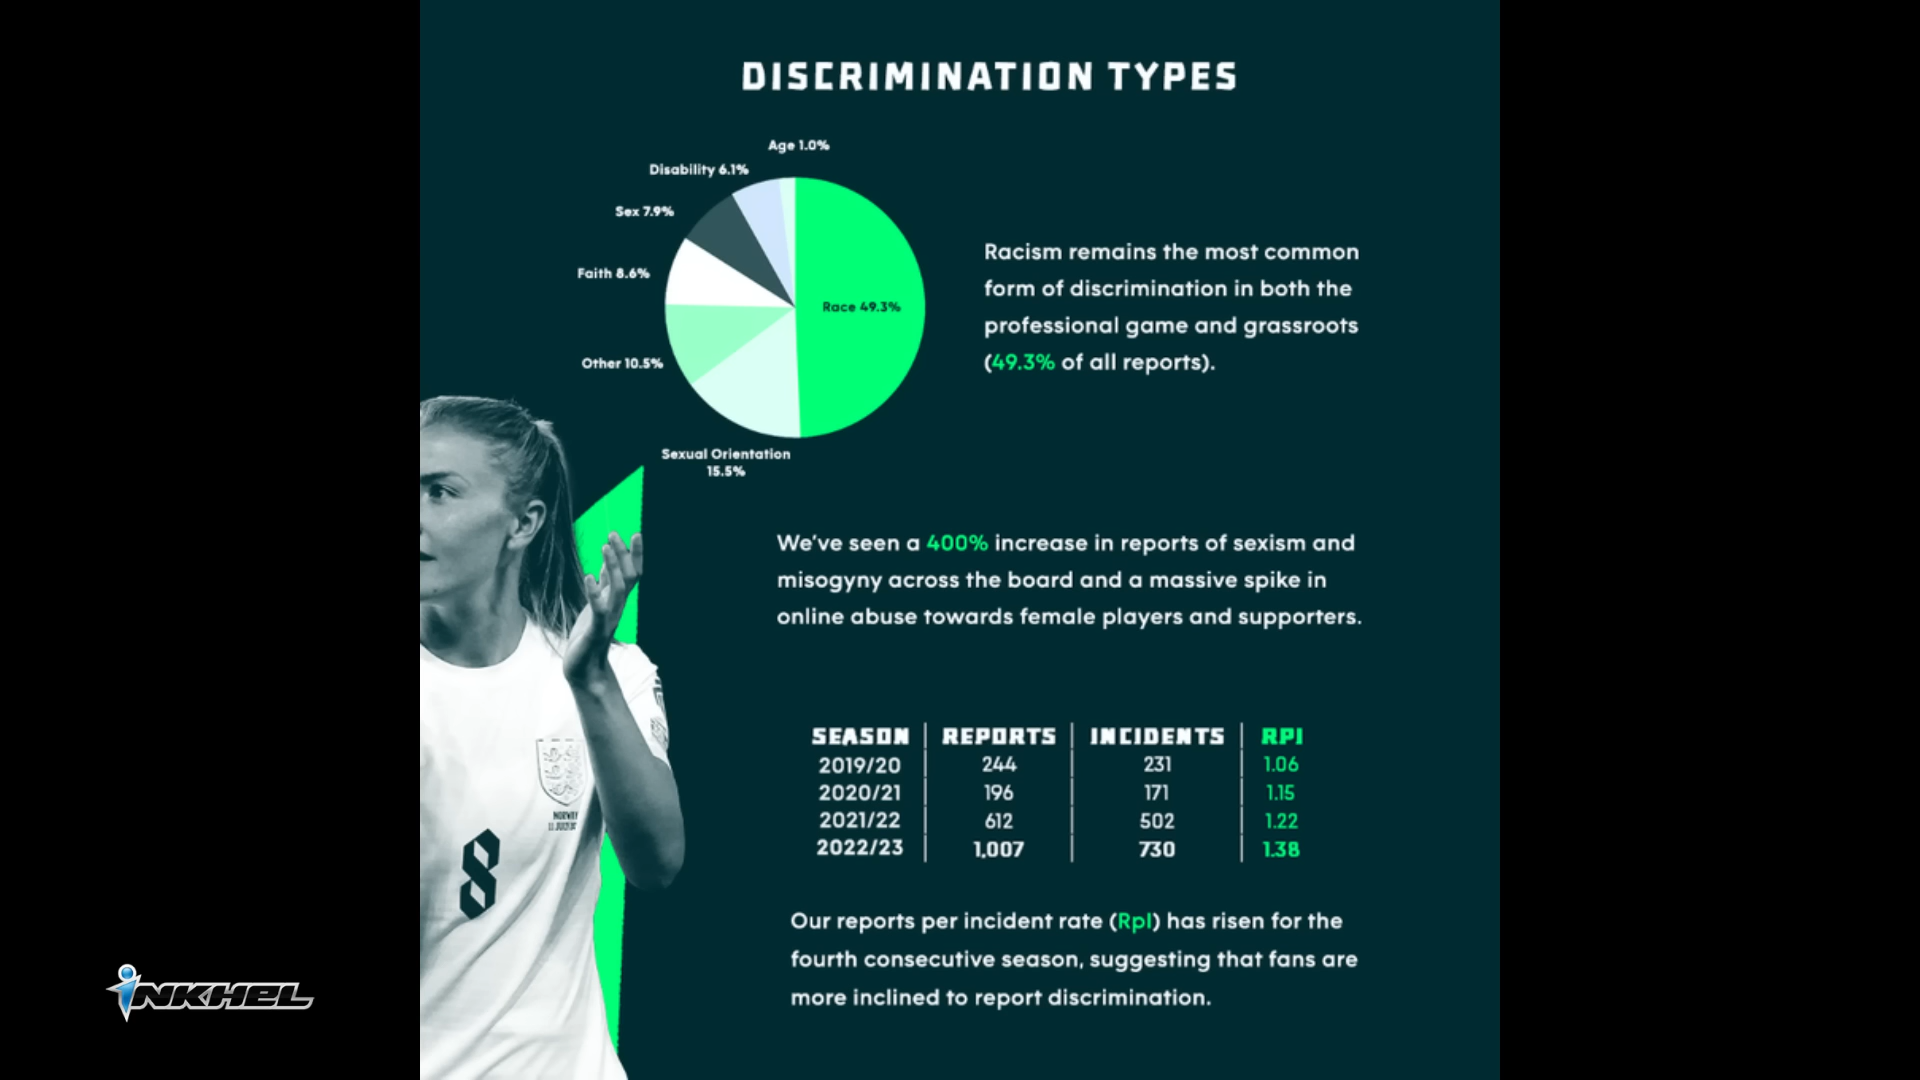 DISCRIMINATION TYPES
Age 1.0%
Disability 6.1%
Sex 7.9%
Faith 8.6%
Race 49.3%
Other 10.5%
Sexual Orientation
15.5%
Racism remains the most common
form of discrimination in both the
professional game and grassroots
(49.3% of all reports).
We've seen a 400% increase in reports of sexism and
misogyny across the board and a massive spike in
online abuse towards female players and supporters.
SEASON REPORTS INCIDENTS RPI
2019/20 244 231 1.06
2020/21 196 171 1.15
2021/22 612 502 1.22
2022/23 1,007 730 1.38
Our reports per incident rate (RpI) has risen for the
fourth consecutive season, suggesting that fans are
more inclined to report discrimination.
NORWAY
8
iNKHEL